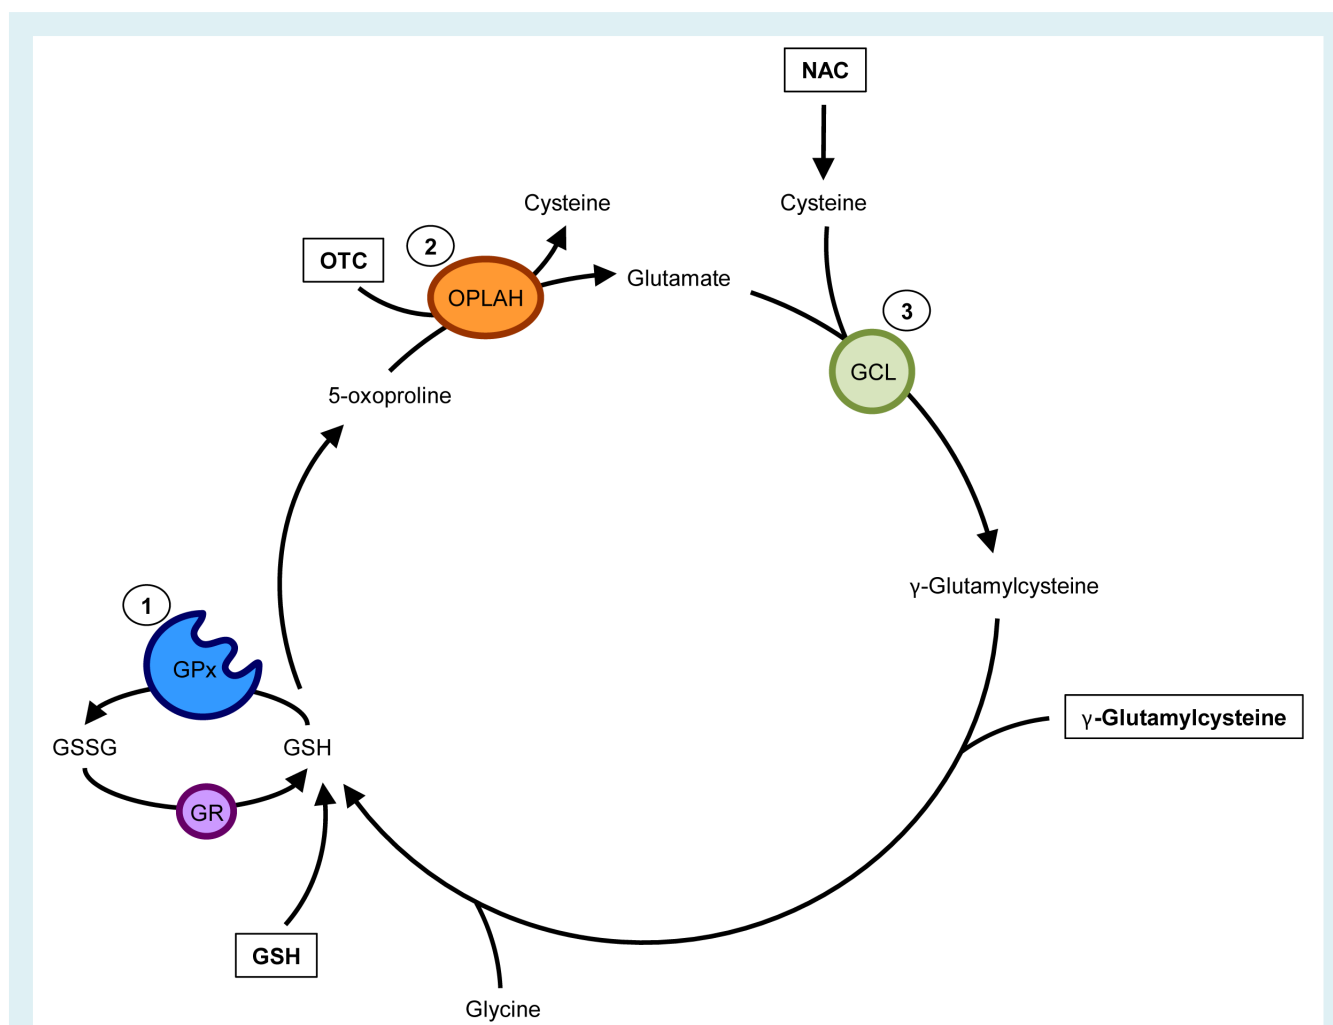 NAC
Cysteine
Cysteine
2
OTC
Glutamate
OPLAH
3
GCL
5-oxoproline
γ-Glutamylcysteine
1
GPx
γ-Glutamylcysteine
GSSG
GSH
GR
GSH
Glycine